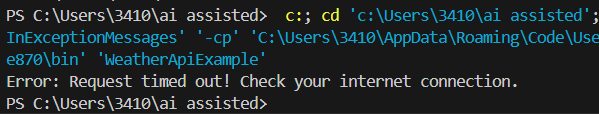 PS C:\Users\3410\ai assisted>  c:; cd 'c:\Users\3410\ai assisted';
InExceptionMessages' '-cp' 'C:\Users\3410\AppData\Roaming\Code\Use
e870\bin' 'WeatherApiExample'
Error: Request timed out! Check your internet connection.
PS C:\Users\3410\ai assisted>